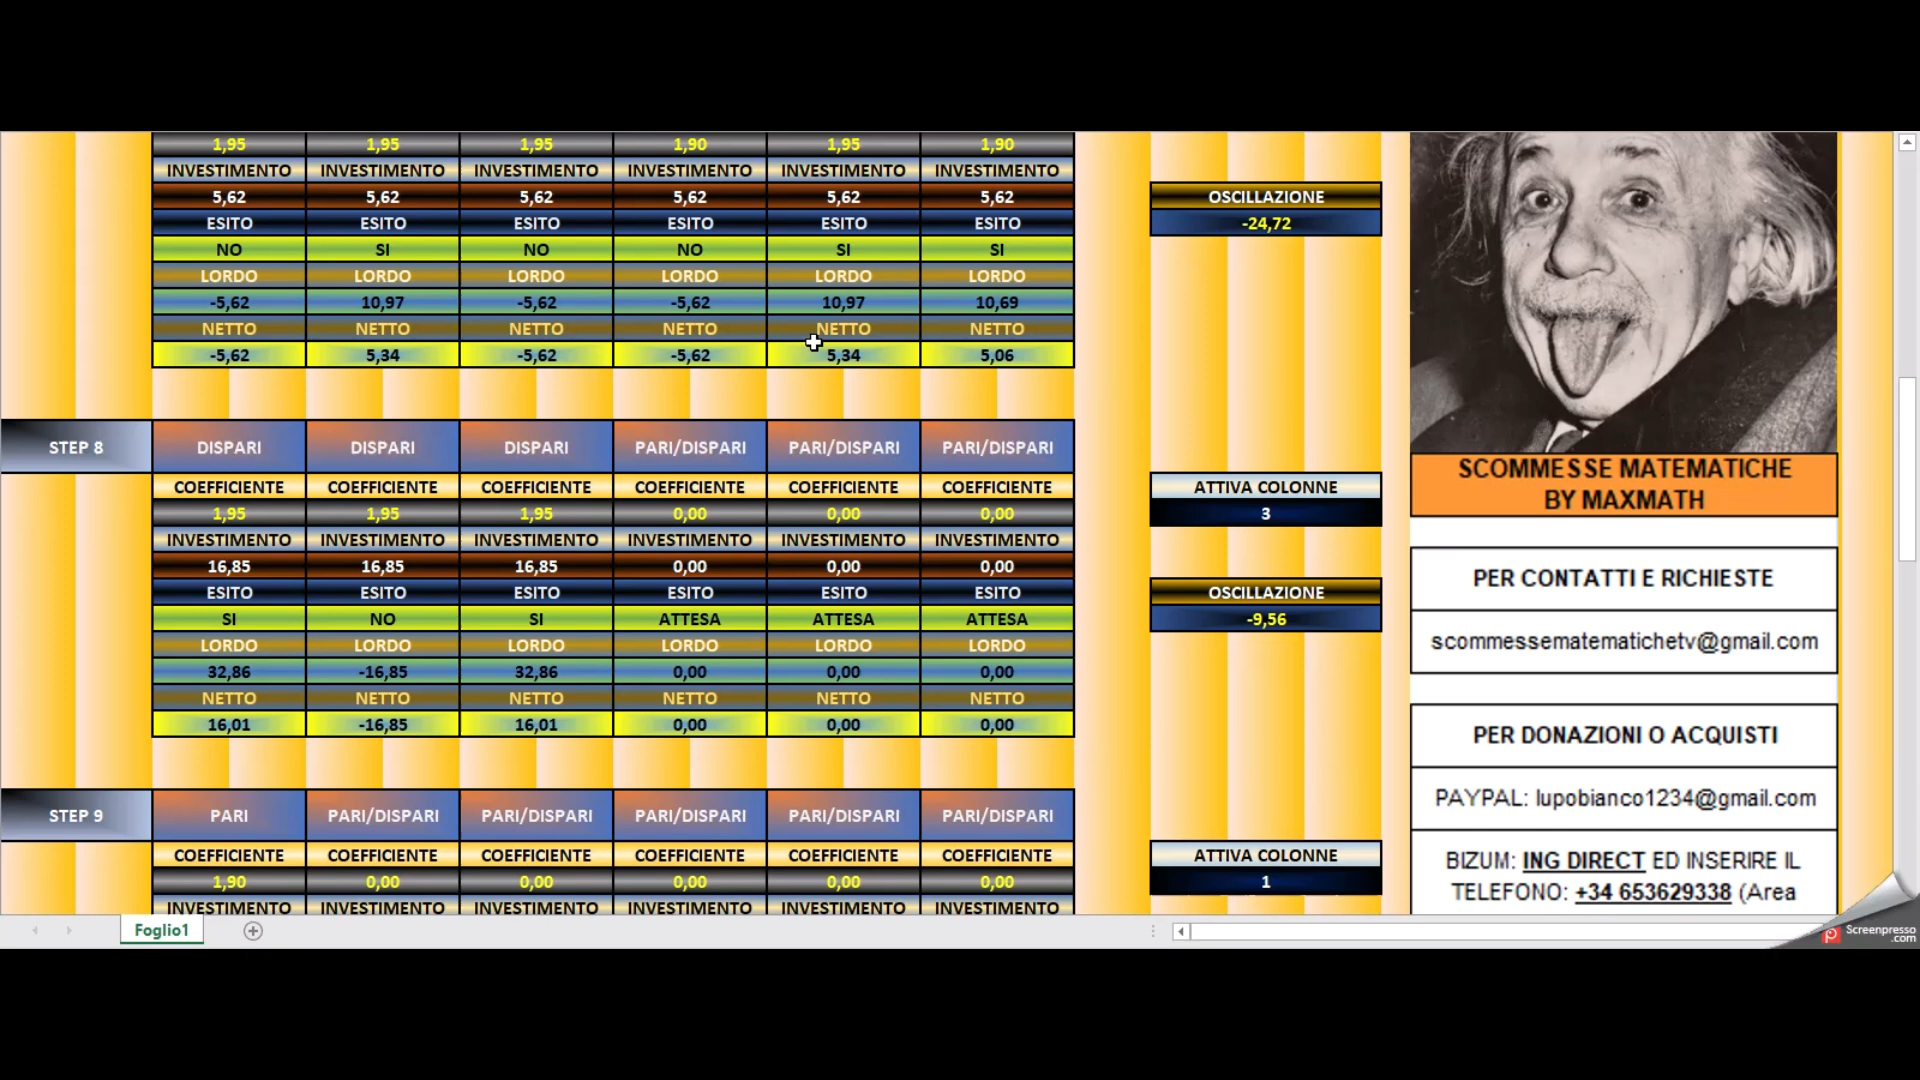 1,95 1,95 1,95 1,90 1,95 1,90
INVESTIMENTO INVESTIMENTO INVESTIMENTO INVESTIMENTO INVESTIMENTO INVESTIMENTO
5,62 5,62 5,62 5,62 5,62 5,62
ESITO ESITO ESITO ESITO ESITO ESITO
NO SI NO NO SI SI
LORDO LORDO LORDO LORDO LORDO LORDO
-5,62 10,97 -5,62 -5,62 10,97 10,69
NETTO NETTO NETTO NETTO NETTO NETTO
-5,62 5,34 -5,62 -5,62 5,34 5,06
OSCILLAZIONE
-24,72
STEP 8 DISPARI DISPARI DISPARI PARI/DISPARI PARI/DISPARI PARI/DISPARI
COEFFICIENTE COEFFICIENTE COEFFICIENTE COEFFICIENTE COEFFICIENTE COEFFICIENTE
1,95 1,95 1,95 0,00 0,00 0,00
INVESTIMENTO INVESTIMENTO INVESTIMENTO INVESTIMENTO INVESTIMENTO INVESTIMENTO
16,85 16,85 16,85 0,00 0,00 0,00
ESITO ESITO ESITO ESITO ESITO ESITO
SI NO SI ATTESA ATTESA ATTESA
LORDO LORDO LORDO LORDO LORDO LORDO
32,86 -16,85 32,86 0,00 0,00 0,00
NETTO NETTO NETTO NETTO NETTO NETTO
16,01 -16,85 16,01 0,00 0,00 0,00
ATTIVA COLONNE
3
OSCILLAZIONE
-9,56
STEP 9 PARI PARI/DISPARI PARI/DISPARI PARI/DISPARI PARI/DISPARI PARI/DISPARI
COEFFICIENTE COEFFICIENTE COEFFICIENTE COEFFICIENTE COEFFICIENTE COEFFICIENTE
1,90 0,00 0,00 0,00 0,00 0,00
INVESTIMENTO INVESTIMENTO INVESTIMENTO INVESTIMENTO INVESTIMENTO INVESTIMENTO
ATTIVA COLONNE
1
SCOMMESSE MATEMATICHE
BY MAXMATH
PER CONTATTI E RICHIESTE
scommessematematichetv@gmail.com
PER DONAZIONI O ACQUISTI
PAYPAL: lupobianco1234@gmail.com
BIZUM: ING DIRECT ED INSERIRE IL
TELEFONO: +34 653629338 (Area
Foglio1
Screenpresso
.com